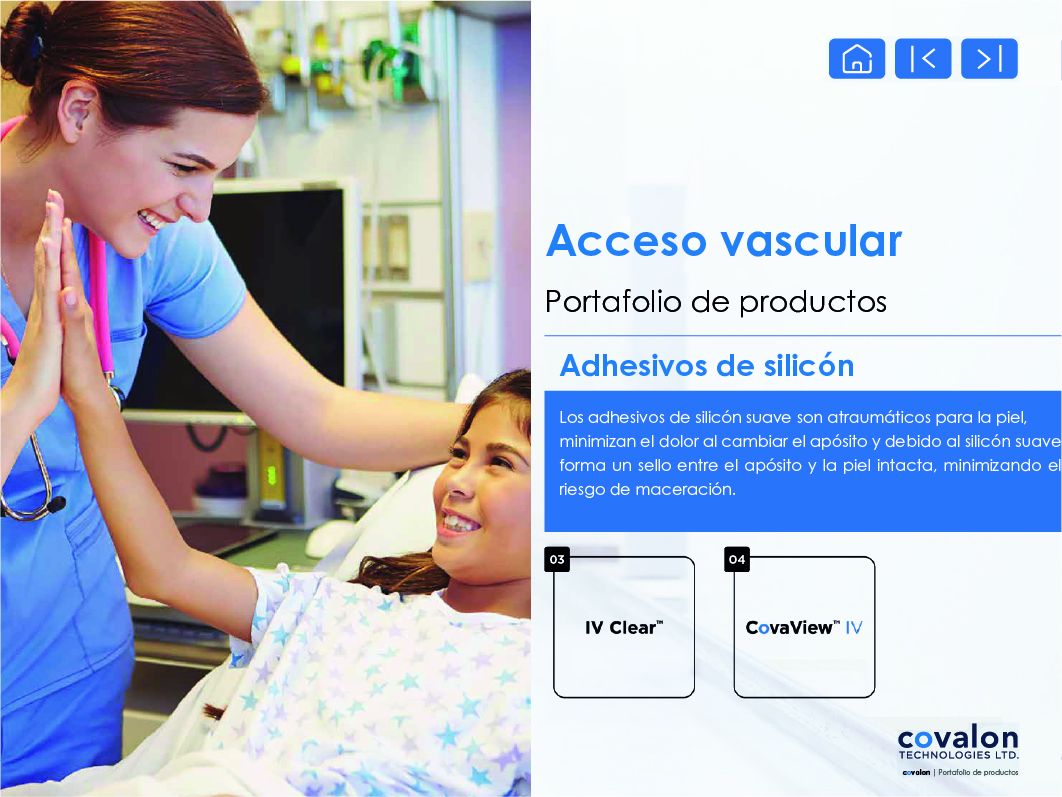 Acceso vascular
Portafolio de productos
Adhesivos de silicón
Los adhesivos de silicón suave son atraumáticos para la piel,
minimizan el dolor al cambiar el apósito y debido al silicón suave
forma un sello entre el apósito y la piel intacta, minimizando el
riesgo de maceración.
03
IV Clear™
04
CovaView™ IV
covalon
TECHNOLOGIES LTD.
covalon | Portafolio de productos